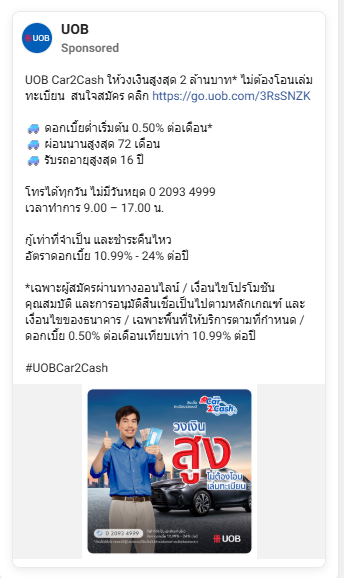 UOB
UOB
Sponsored
UOB Car2Cash ให้วงเงินสูงสุด 2 ล้านบาท* ไม่ต้องโอนเล่ม
ทะเบียน สนใจสมัคร คลิก https://go.uob.com/3RsSNZK
🚙 ดอกเบี้ยต่ำเริ่มต้น 0.50% ต่อเดือน*
🚙 ผ่อนนานสูงสุด 72 เดือน
🚙 รับรถอายุสูงสุด 16 ปี
โทรได้ทุกวัน ไม่มีวันหยุด 0 2093 4999
เวลาทำการ 9.00 – 17.00 น.
กู้เท่าที่จำเป็น และชำระคืนไหว
อัตราดอกเบี้ย 10.99% - 24% ต่อปี
*เฉพาะผู้สมัครผ่านทางออนไลน์ / เงื่อนไขโปรโมชัน
คุณสมบัติ และการอนุมัติสินเชื่อเป็นไปตามหลักเกณฑ์ และ
เงื่อนไขของธนาคาร / เฉพาะพื้นที่ให้บริการตามที่กำหนด /
ดอกเบี้ย 0.50% ต่อเดือนเทียบเท่า 10.99% ต่อปี
#UOBCar2Cash
Car
2Cash
วงเงิน
สูง
ไม่ต้องโอน
เล่มทะเบียน
0 2093 4999
UOB